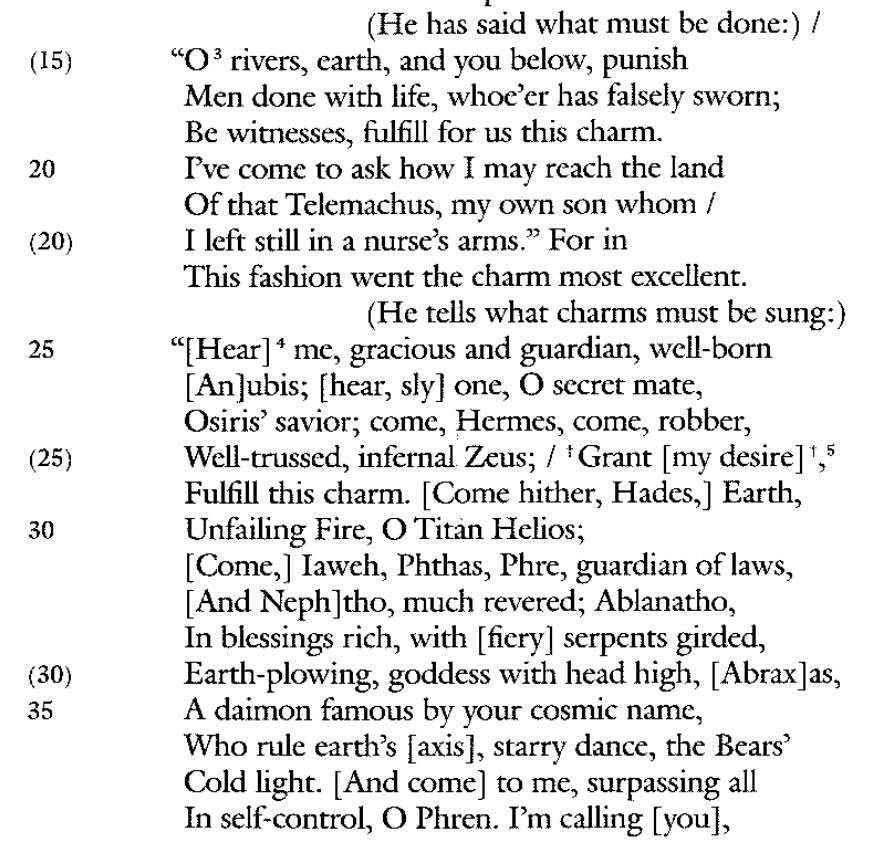 (He has said what must be done:) /
(15) “O³ rivers, earth, and you below, punish
Men done with life, whoe’er has falsely sworn;
Be witnesses, fulfill for us this charm.
20 I’ve come to ask how I may reach the land
Of that Telemachus, my own son whom /
(20) I left still in a nurse’s arms.” For in
This fashion went the charm most excellent.
(He tells what charms must be sung:)
25 “[Hear]⁴ me, gracious and guardian, well-born
[An]ubis; [hear, sly] one, O secret mate,
Osiris’ savior; come, Hermes, come, robber,
(25) Well-trussed, infernal Zeus; / †Grant [my desire]†,⁵
Fulfill this charm. [Come hither, Hades,] Earth,
30 Unfailing Fire, O Titan Helios;
[Come,] Iaweh, Phthas, Phre, guardian of laws,
[And Neph]tho, much revered; Ablanatho,
In blessings rich, with [fiery] serpents girded,
(30) Earth-plowing, goddess with head high, [Abrax]as,
35 A daimon famous by your cosmic name,
Who rule earth’s [axis], starry dance, the Bears’
Cold light. [And come] to me, surpassing all
In self-control, O Phren. I’m calling [you],